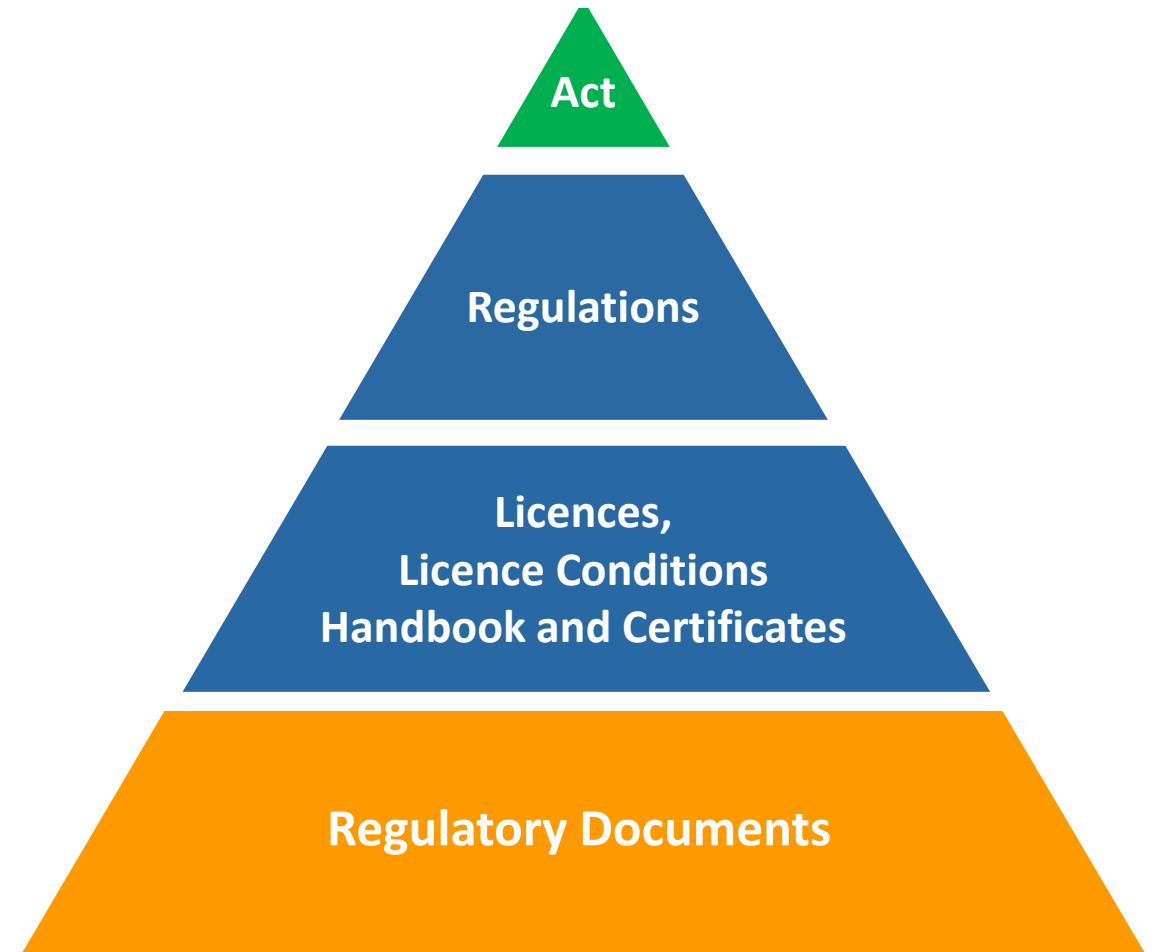 Act
Regulations
Licences,
Licence Conditions
Handbook and Certificates
Regulatory Documents